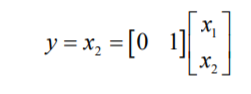 y = x₂ = [0 1] [x₁
x₂]